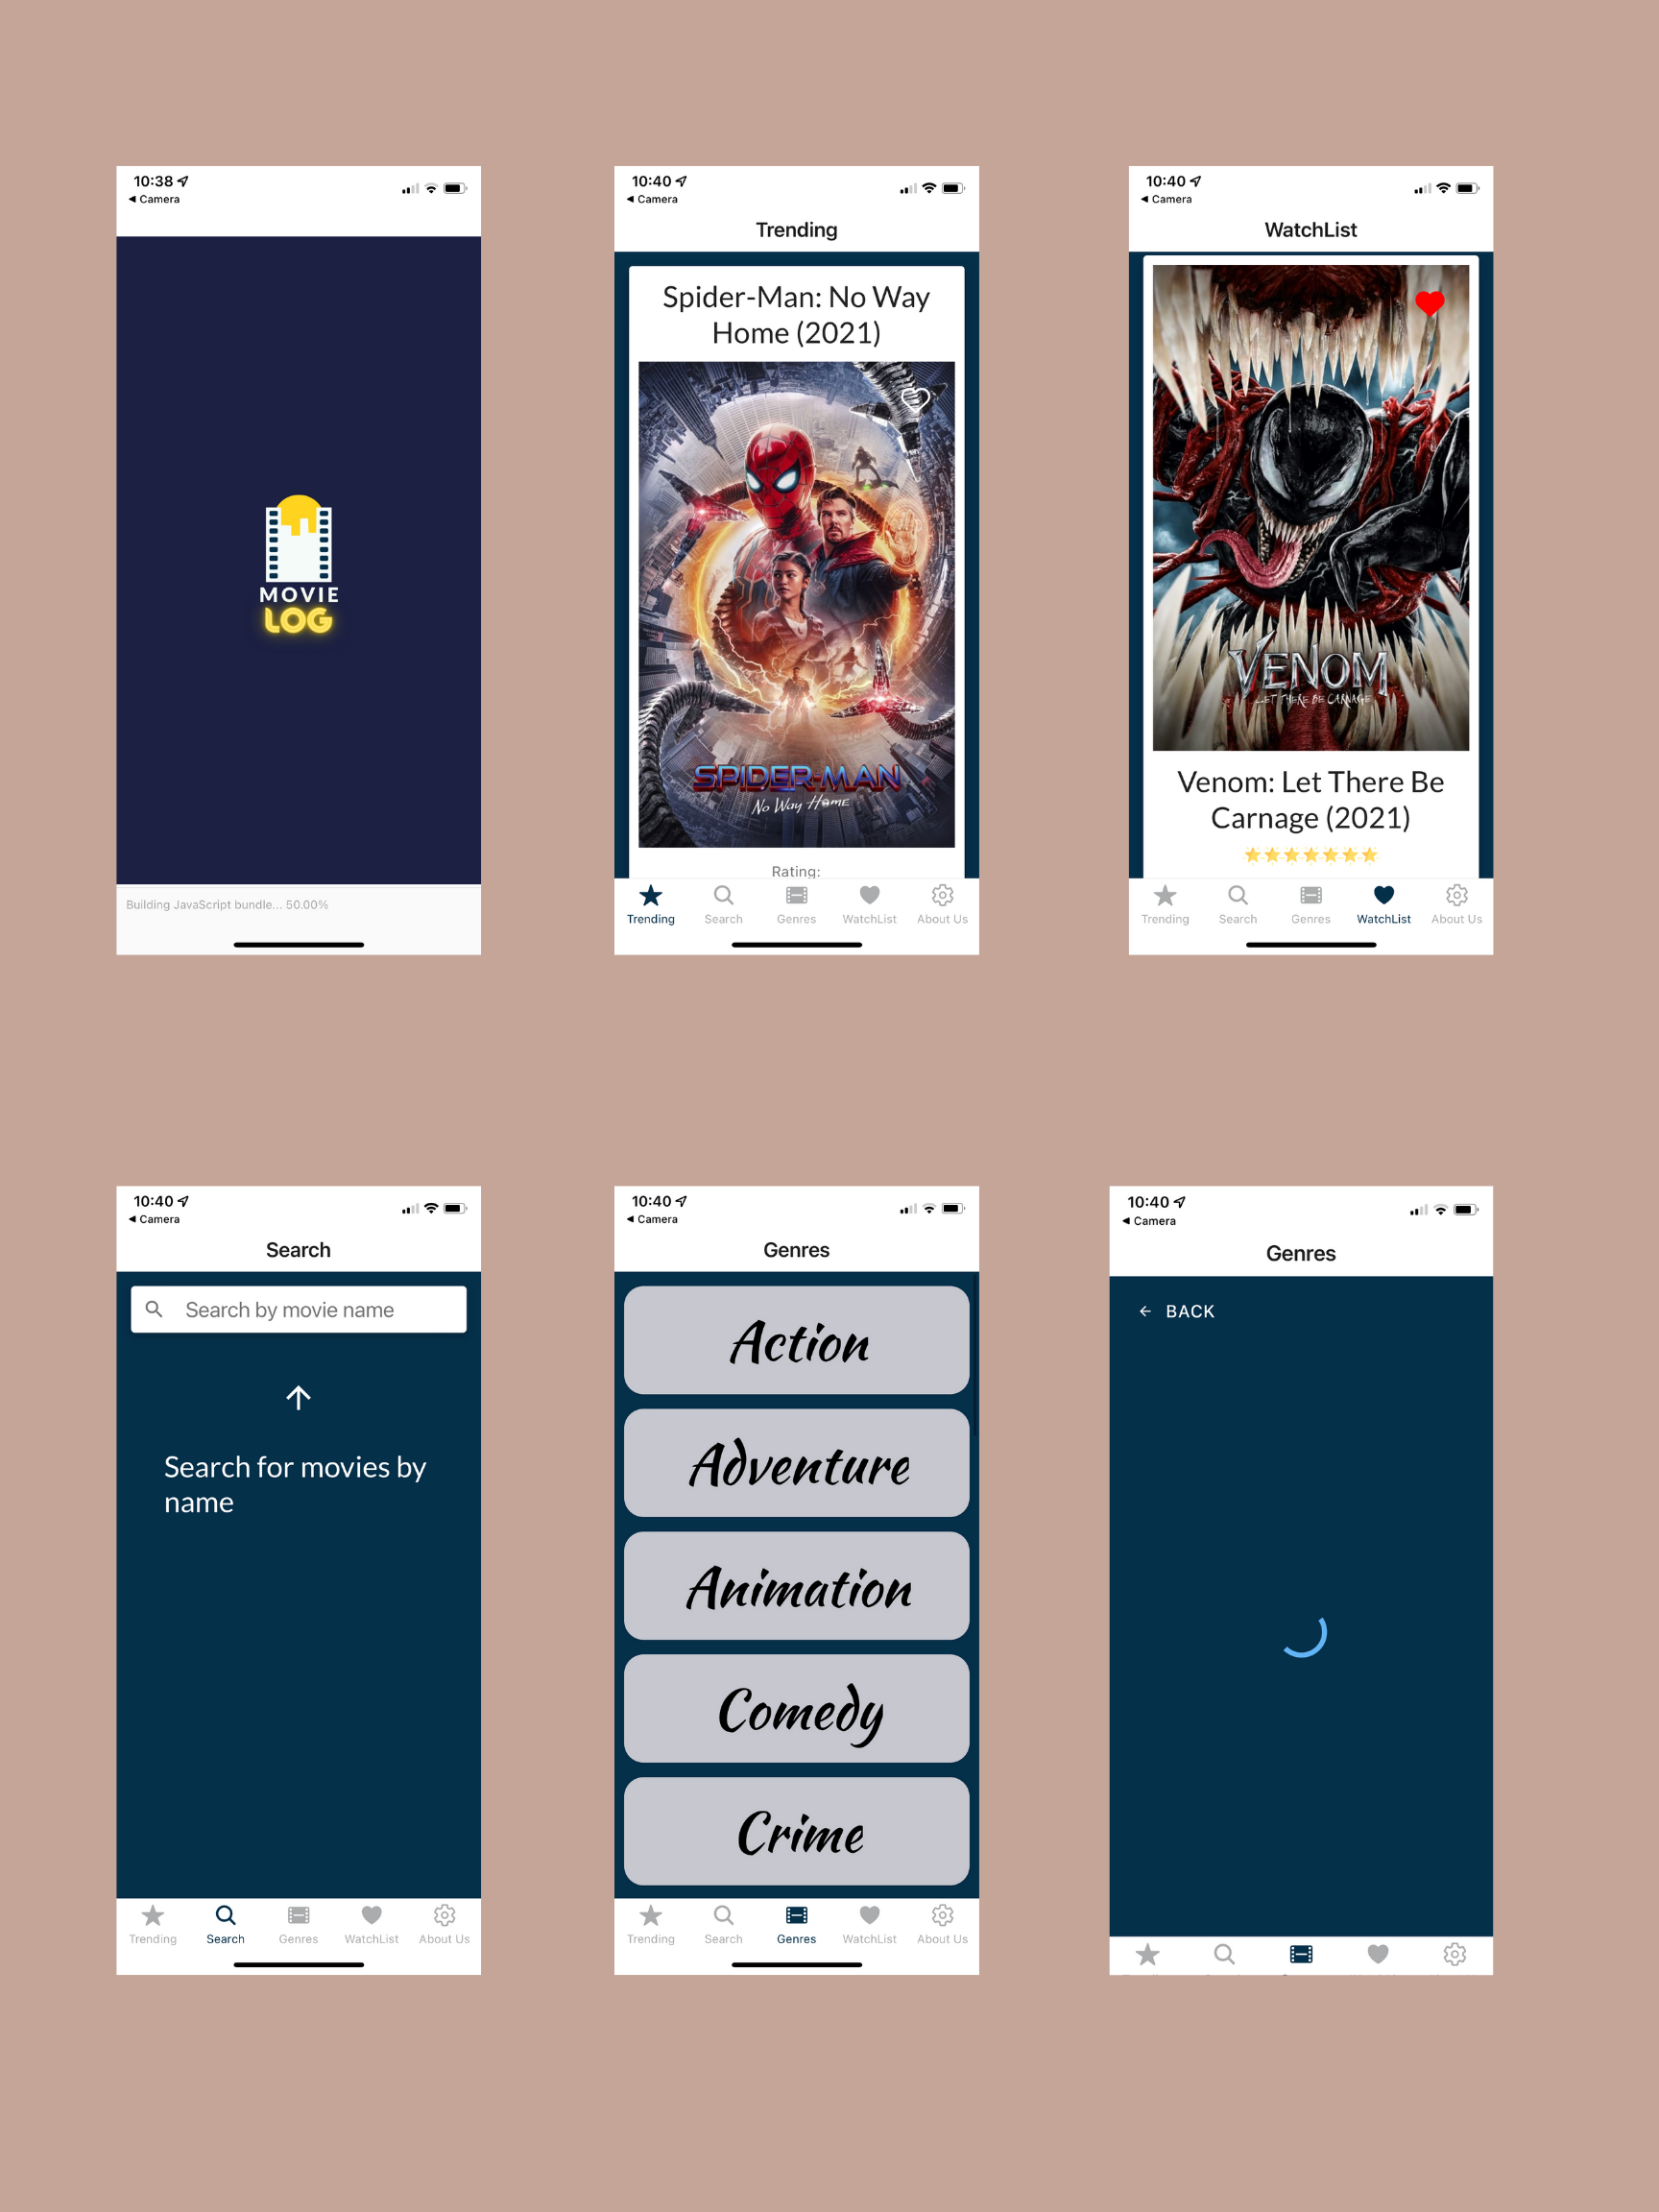 10:38
Camera
MOVIE
LOG
Building JavaScript bundle... 50.00%
10:40
Camera
Trending
Spider-Man: No Way
Home (2021)
SPIDER-MAN
No Way Home
Rating:
Trending Search Genres WatchList About Us
10:40
Camera
WatchList
VENOM
LET THERE BE CARNAGE
Venom: Let There Be
Carnage (2021)
Trending Search Genres WatchList About Us
10:40
Camera
Search
Search by movie name
Search for movies by
name
Trending Search Genres WatchList About Us
10:40
Camera
Genres
Action
Adventure
Animation
Comedy
Crime
Trending Search Genres WatchList About Us
10:40
Camera
Genres
BACK